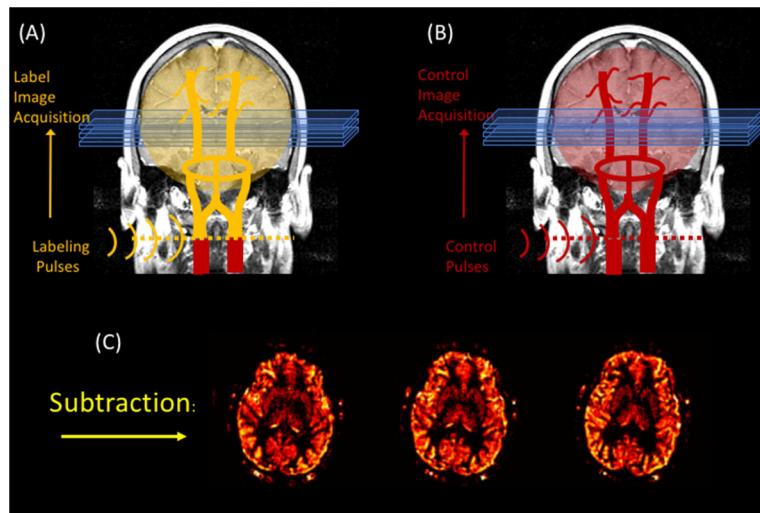 (A)
Label
Image
Acquisition
Labeling
Pulses
(B)
Control
Image
Acquisition
Control
Pulses
(C)
Subtraction: